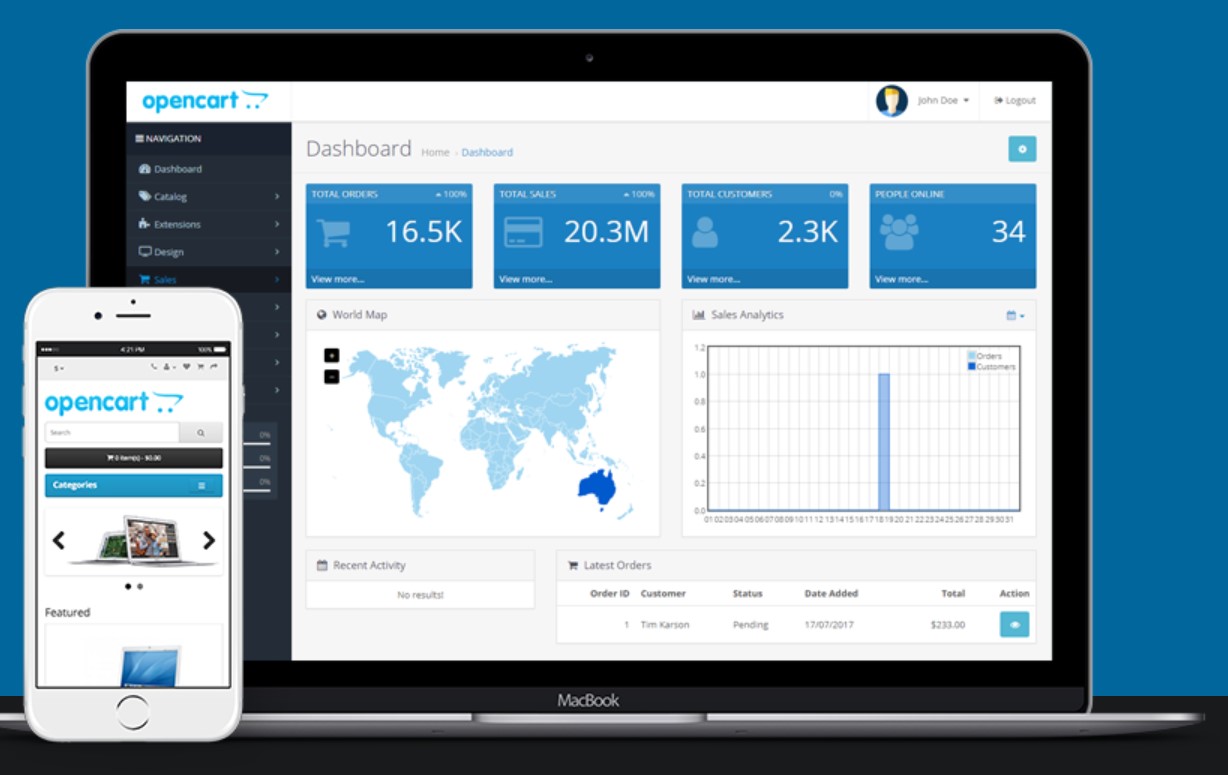 opencart
John Doe
Logout
NAVIGATION
Dashboard
Catalog
Extensions
Design
Sales
Dashboard Home › Dashboard
TOTAL ORDERS 100%
16.5K
View more...
TOTAL SALES 100%
20.3M
View more...
TOTAL CUSTOMERS 0%
2.3K
View more...
PEOPLE ONLINE
34
View more...
0%
0%
0%
World Map
+
−
Sales Analytics
1.2
1.0
0.8
0.6
0.4
0.2
0.0
Orders
Customers
01 02 03 04 05 06 07 08 09 10 11 12 13 14 15 16 17 18 19 20 21 22 23 24 25 26 27 28 29 30 31
Recent Activity
No results!
Latest Orders
Order ID Customer Status Date Added Total Action
1 Tim Karson Pending 17/07/2017 $233.00
MacBook
4:21 PM 100%
$
opencart
Search
0 item(s) - $0.00
Categories
Featured